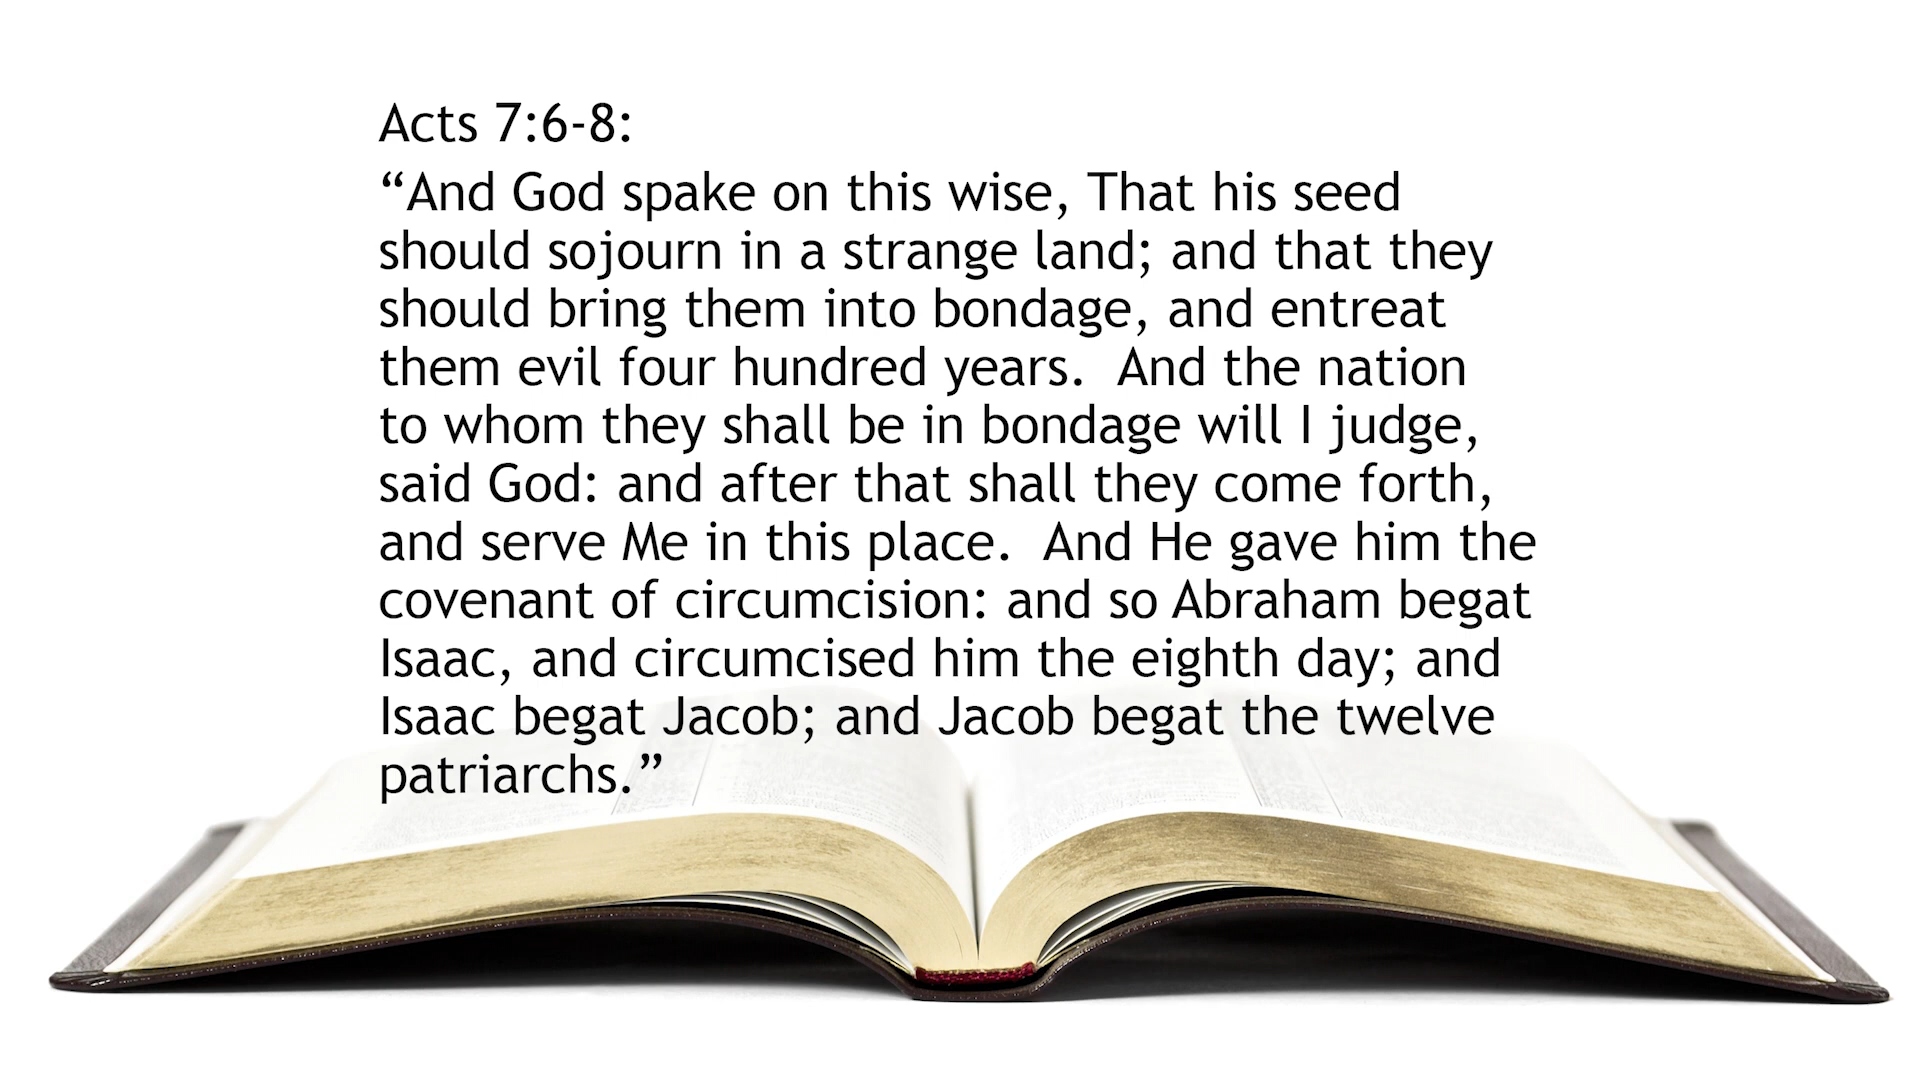 Acts 7:6-8:
“And God spake on this wise, That his seed
should sojourn in a strange land; and that they
should bring them into bondage, and entreat
them evil four hundred years.  And the nation
to whom they shall be in bondage will I judge,
said God: and after that shall they come forth,
and serve Me in this place.  And He gave him the
covenant of circumcision: and so Abraham begat
Isaac, and circumcised him the eighth day; and
Isaac begat Jacob; and Jacob begat the twelve
patriarchs.”